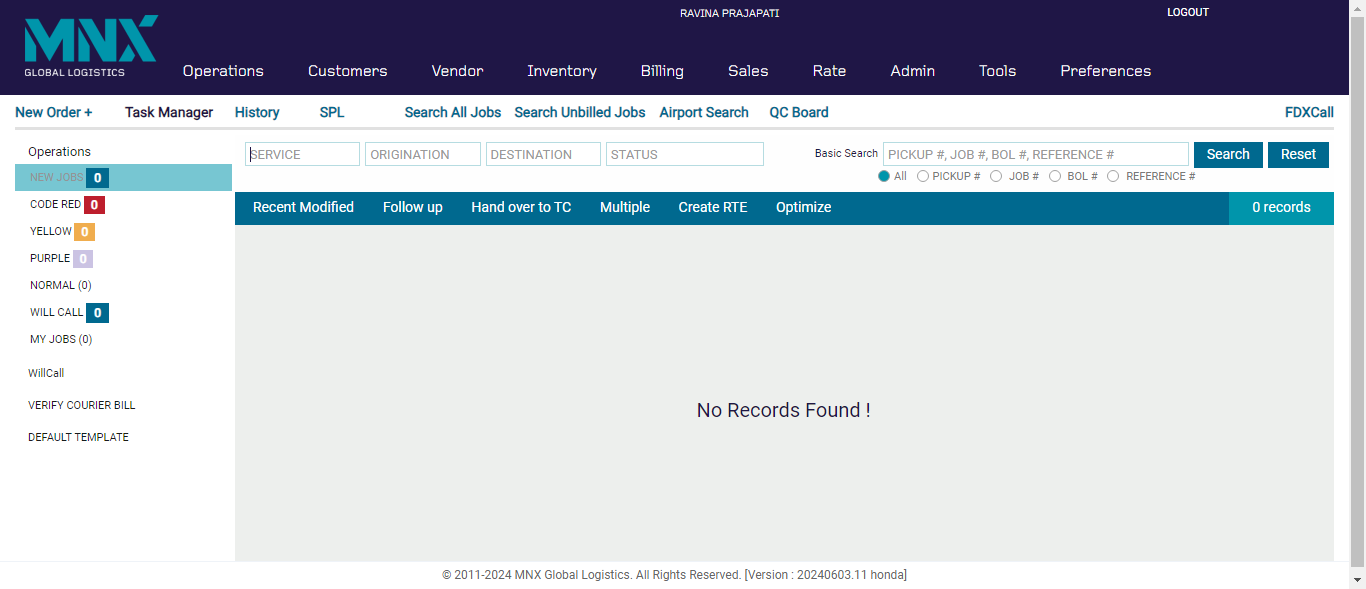 RAVINA PRAJAPATI
LOGOUT
MNX
GLOBAL LOGISTICS
Operations Customers Vendor Inventory Billing Sales Rate Admin Tools Preferences
New Order + Task Manager History SPL Search All Jobs Search Unbilled Jobs Airport Search QC Board FDXCall
Operations
NEW JOBS 0
CODE RED 0
YELLOW 0
PURPLE 0
NORMAL (0)
WILL CALL 0
MY JOBS (0)
WillCall
VERIFY COURIER BILL
DEFAULT TEMPLATE
SERVICE ORIGINATION DESTINATION STATUS Basic Search PICKUP #, JOB #, BOL #, REFERENCE # Search Reset
All PICKUP # JOB # BOL # REFERENCE #
Recent Modified Follow up Hand over to TC Multiple Create RTE Optimize 0 records
No Records Found !
© 2011-2024 MNX Global Logistics. All Rights Reserved. [Version : 20240603.11 honda]